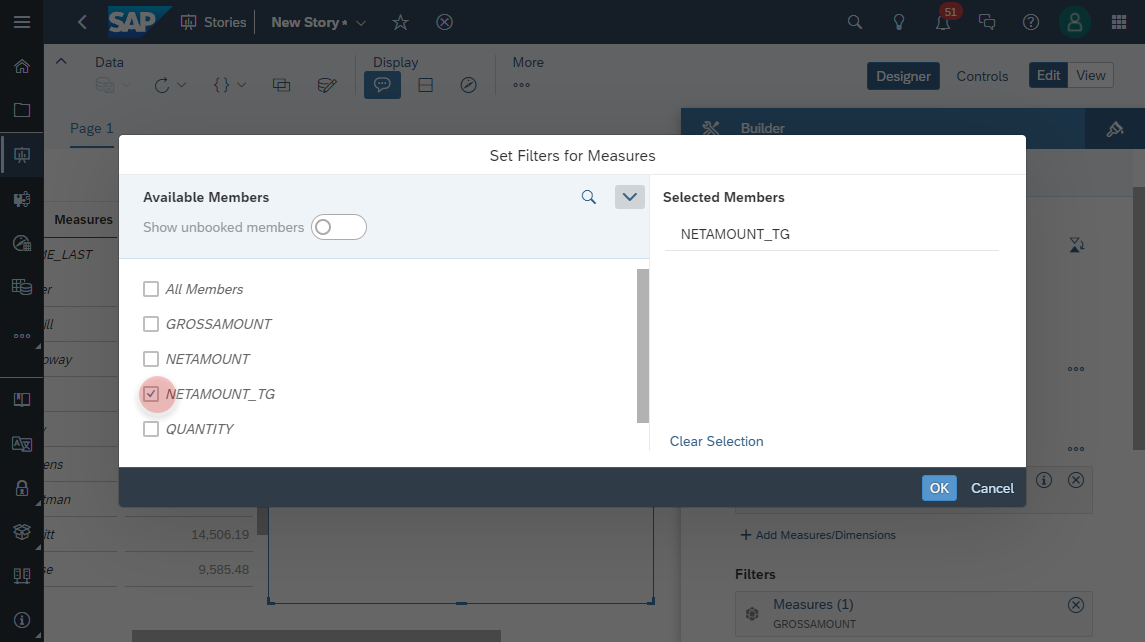 SAP Stories New Story * 51
Data Display More
Designer Controls Edit View
Page 1
Builder
Set Filters for Measures
Available Members
Selected Members
Show unbooked members
NETAMOUNT_TG
All Members
GROSSAMOUNT
NETAMOUNT
NETAMOUNT_TG
QUANTITY
Clear Selection
OK Cancel
Measures
ME_LAST
er
ill
oway
y
ens
tman
itt 14,506.19
se 9,585.48
+ Add Measures/Dimensions
Filters
Measures (1)
GROSSAMOUNT